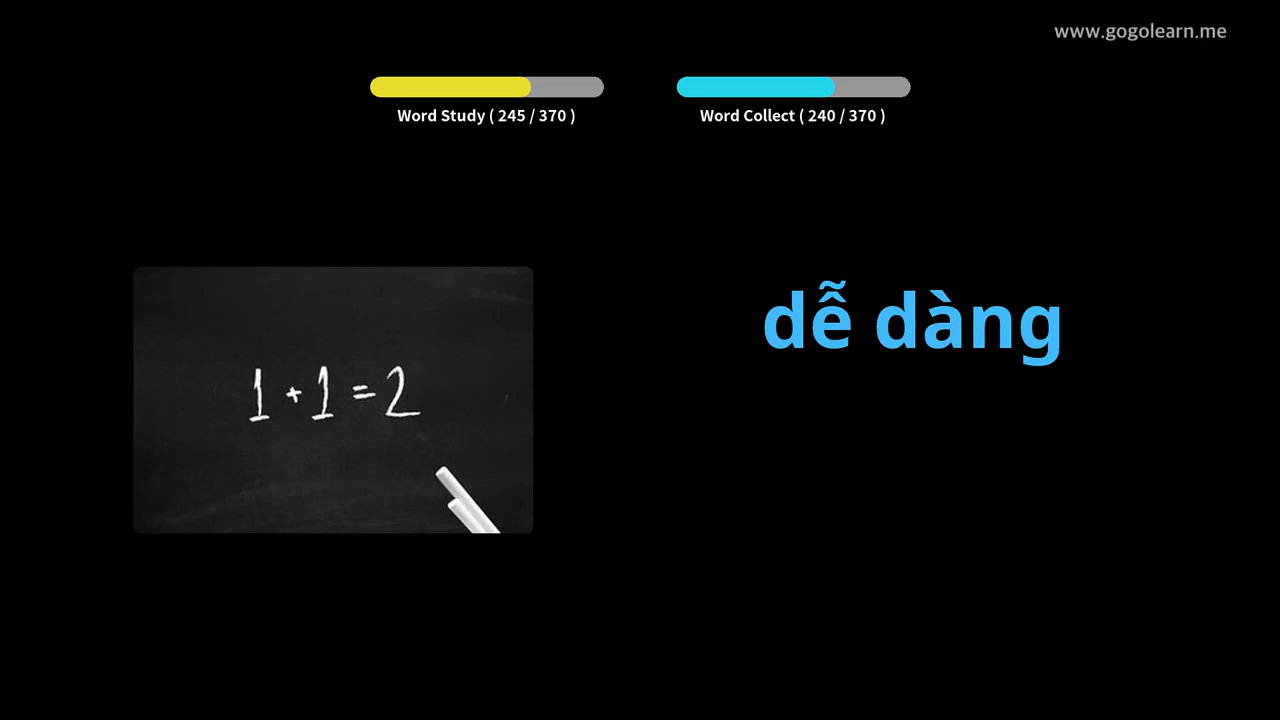 www.gogolearn.me
Word Study ( 245 / 370 )
Word Collect ( 240 / 370 )
dễ dàng
1 + 1 = 2